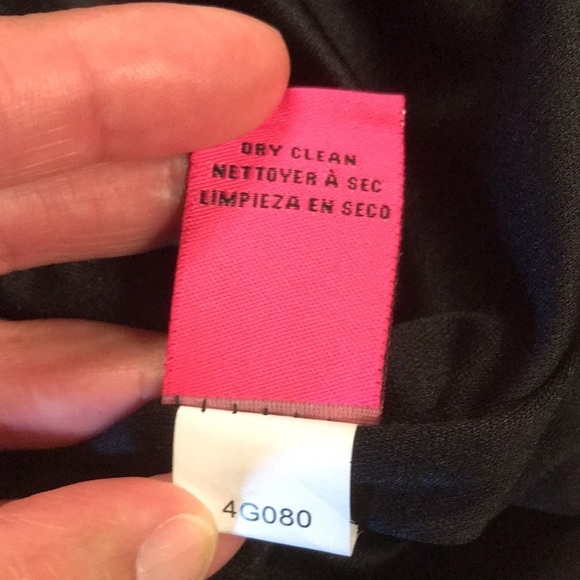 DRY CLEAN
NETTOYER À SEC
LIMPIEZA EN SECO
4G080